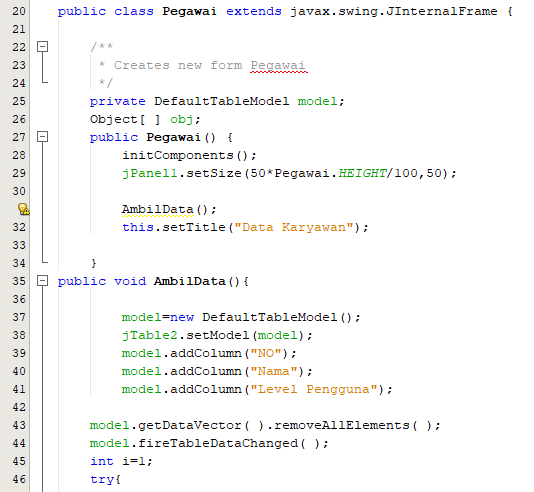 20 public class Pegawai extends javax.swing.JInternalFrame {
21
22 /**
23 * Creates new form Pegawai
24 */
25 private DefaultTableModel model;
26 Object[ ] obj;
27 public Pegawai() {
28 initComponents();
29 jPanel1.setSize(50*Pegawai.HEIGHT/100,50);
30
AmbilData();
32 this.setTitle("Data Karyawan");
33
34 }
35 public void AmbilData(){
36
37 model=new DefaultTableModel();
38 jTable2.setModel(model);
39 model.addColumn("NO");
40 model.addColumn("Nama");
41 model.addColumn("Level Pengguna");
42
43 model.getDataVector( ).removeAllElements( );
44 model.fireTableDataChanged( );
45 int i=1;
46 try{